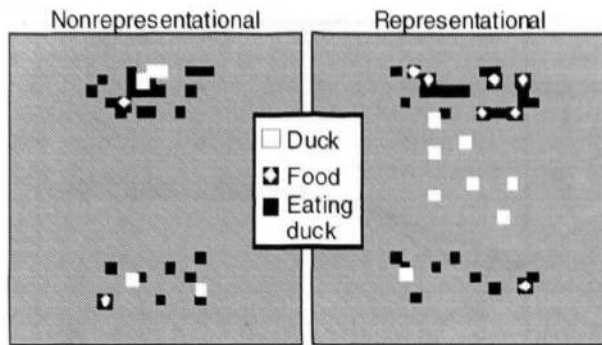 Nonrepresentational
Representational
Duck
Food
Eating
duck